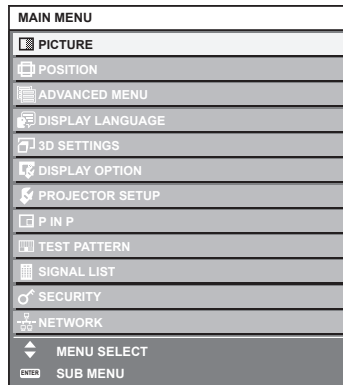 MAIN MENU
PICTURE
POSITION
ADVANCED MENU
DISPLAY LANGUAGE
3D SETTINGS
DISPLAY OPTION
PROJECTOR SETUP
P IN P
TEST PATTERN
SIGNAL LIST
SECURITY
NETWORK
MENU SELECT
ENTER SUB MENU